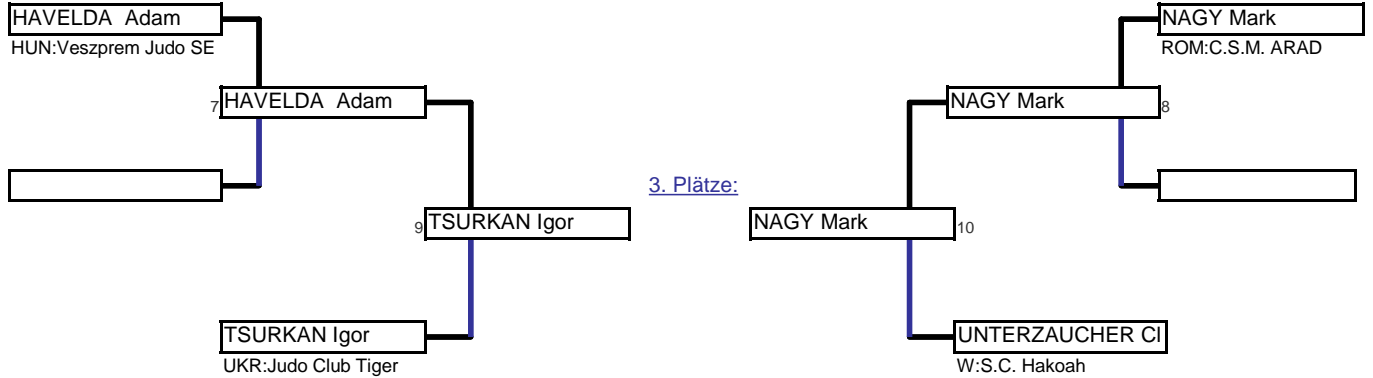 HAVELDA  Adam
HUN:Veszprem Judo SE
7 HAVELDA  Adam
3. Plätze:
9 TSURKAN Igor
TSURKAN Igor
UKR:Judo Club Tiger
NAGY Mark
ROM:C.S.M. ARAD
NAGY Mark 8
NAGY Mark 10
UNTERZAUCHER Cl
W:S.C. Hakoah